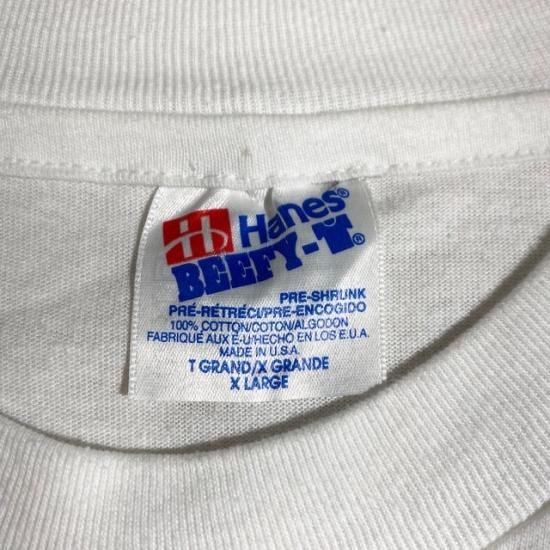 H Hanes®
BEEFY-T®
PRE-SHRUNK
PRÉ-RÉTRÉCI/PRE-ENCOGIDO
100% COTTON/COTON/ALGODON
FABRIQUÉ AUX É-U/HECHO EN LOS E.U.A.
MADE IN U.S.A.
T GRAND/X GRANDE
X LARGE